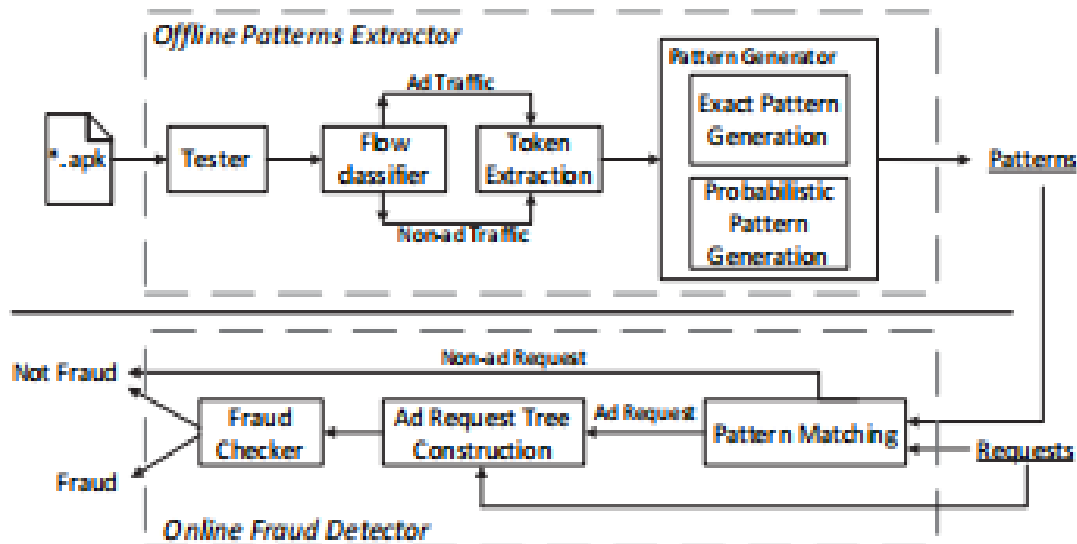 Offline Patterns Extractor
Pattern Generator
Ad Traffic
Exact Pattern
Generation
*.apk
Tester
Flow
classifier
Token
Extraction
Patterns
Probabilistic
Pattern
Generation
Non-ad Traffic
Non-ad Request
Not Fraud
Fraud
Checker
Ad Request Tree
Construction
Ad Request
Pattern Matching
Requests
Fraud
Online Fraud Detector